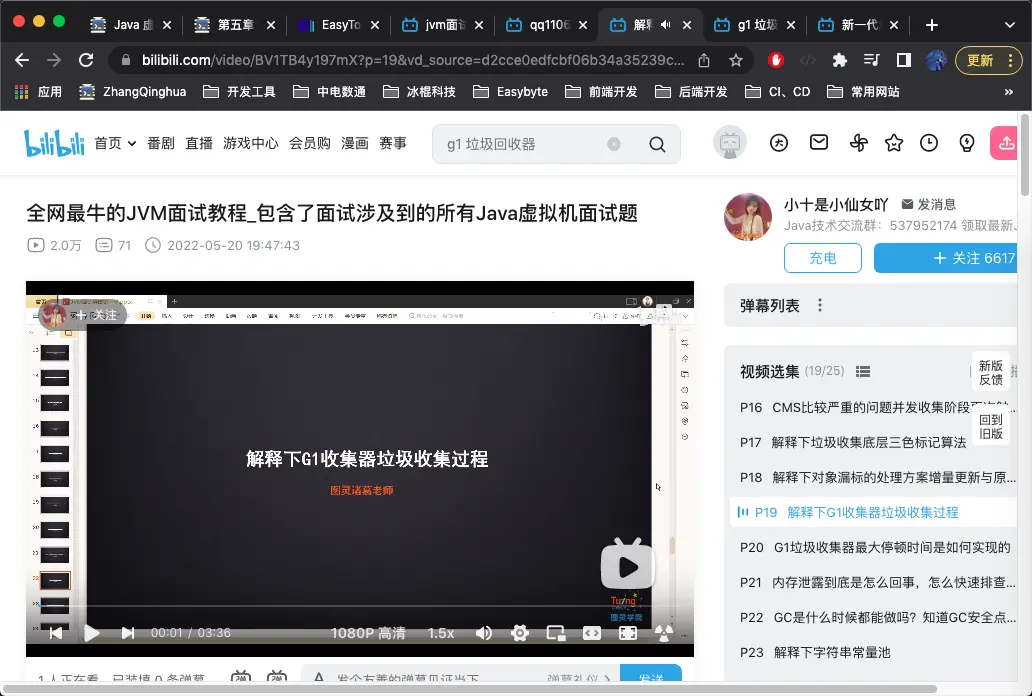 Java 虚
第五章
EasyTo
jvm面试
qq1106
解释
g1 垃圾
新一代
bilibili.com/video/BV1TB4y197mX?p=19&vd_source=d2cce0edfcbf06b34a35239c...
更新
应用
ZhangQinghua
开发工具
中电数通
冰棍科技
Easybyte
前端开发
后端开发
CI、CD
常用网站
»
bilibili
首页
番剧
直播
游戏中心
会员购
漫画
赛事
g1 垃圾回收器
全网最牛的JVM面试教程_包含了面试涉及到的所有Java虚拟机面试题
2.0万
71
2022-05-20 19:47:43
小十是小仙女吖
发消息
Java技术交流群：537952174 领取最新
充电
+ 关注 6617
弹幕列表
+ 关注
解释下G1收集器垃圾收集过程
图灵诸葛老师
Turing
图灵学院
00:01 / 03:36
1080P 高清
1.5x
视频选集
(19/25)
新版
反馈
回到
旧版
P16 CMS比较严重的问题并发收集阶段再次触
P17 解释下垃圾收集底层三色标记算法
P18 解释下对象漏标的处理方案增量更新与原...
P19 解释下G1收集器垃圾收集过程
P20 G1垃圾收集器最大停顿时间是如何实现的
P21 内存泄露到底是怎么回事，怎么快速排查...
P22 GC是什么时候都能做吗？知道GC安全点...
P23 解释下字符串常量池
1 人正在看，已装填 0 条弹幕
发个友善的弹幕见证当下
弹幕礼仪
发送